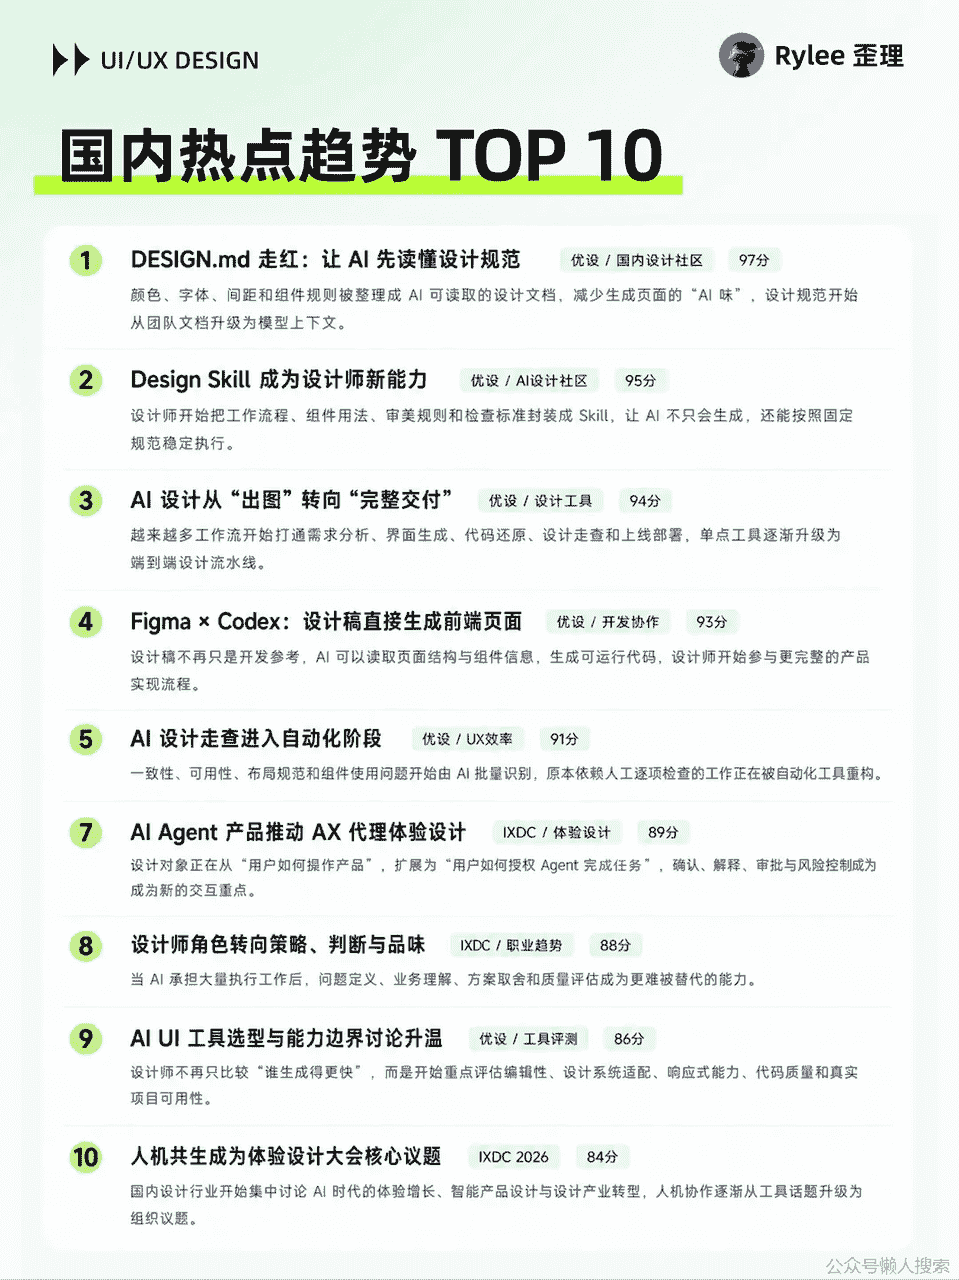 UI/UX DESIGN
Rylee 歪理
国内热点趋势 TOP 10
1 DESIGN.md 走红：让 AI 先读懂设计规范 优设 / 国内设计社区 97分
颜色、字体、间距和组件规则被整理成 AI 可读取的设计文档，减少生成页面的“AI 味”，设计规范开始
从团队文档升级为模型上下文。
2 Design Skill 成为设计师新能力 优设 / AI设计社区 95分
设计师开始把工作流程、组件用法、审美规则和检查标准封装成 Skill，让 AI 不只会生成，还能按照固定
规范稳定执行。
3 AI 设计从“出图”转向“完整交付” 优设 / 设计工具 94分
越来越多工作流开始打通需求分析、界面生成、代码还原、设计走查和上线部署，单点工具逐渐升级为
端到端设计流水线。
4 Figma × Codex：设计稿直接生成前端页面 优设 / 开发协作 93分
设计稿不再只是开发参考，AI 可以读取页面结构与组件信息，生成可运行代码，设计师开始参与更完整的产品
实现流程。
5 AI 设计走查进入自动化阶段 优设 / UX效率 91分
一致性、可用性、布局规范和组件使用问题开始由 AI 批量识别，原本依赖人工逐项检查的工作正在被自动化工具重构。
7 AI Agent 产品推动 AX 代理体验设计 IXDC / 体验设计 89分
设计对象正在从“用户如何操作产品”，扩展为“用户如何授权 Agent 完成任务”，确认、解释、审批与风险控制成为
成为新的交互重点。
8 设计师角色转向策略、判断与品味 IXDC / 职业趋势 88分
当 AI 承担大量执行工作后，问题定义、业务理解、方案取舍和质量评估成为更难被替代的能力。
9 AI UI 工具选型与能力边界讨论升温 优设 / 工具评测 86分
设计师不再只比较“谁生成得更快”，而是开始重点评估编辑性、设计系统适配、响应式能力、代码质量和真实
项目可用性。
10 人机共生成为体验设计大会核心议题 IXDC 2026 84分
国内设计行业开始集中讨论 AI 时代的体验增长、智能产品设计与设计产业转型，人机协作逐渐从工具话题升级为
组织议题。
公众号懒人搜索